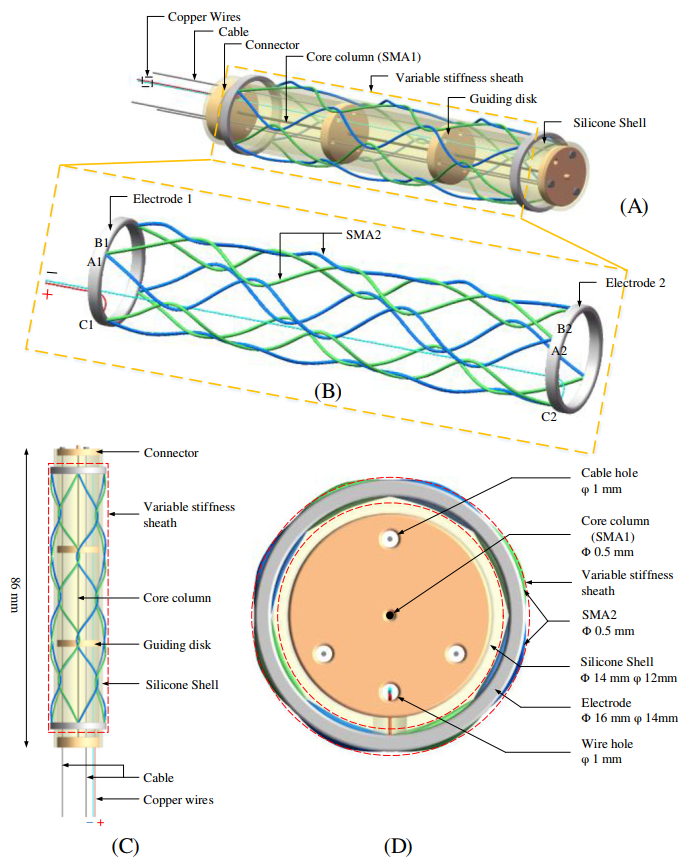 Copper Wires
Cable
Connector
Core column (SMA1)
Variable stiffness sheath
Guiding disk
Silicone Shell
(A)
Electrode 1
B1
A1
C1
SMA2
Electrode 2
B2
A2
C2
(B)
Connector
Variable stiffness
sheath
86 mm
Core column
Guiding disk
Silicone Shell
Cable
Copper wires
(C)
Cable hole
φ 1 mm
Core column
(SMA1)
Φ 0.5 mm
Variable stiffness
sheath
SMA2
Φ 0.5 mm
Silicone Shell
Φ 14 mm φ 12mm
Electrode
Φ 16 mm φ 14mm
Wire hole
φ 1 mm
(D)